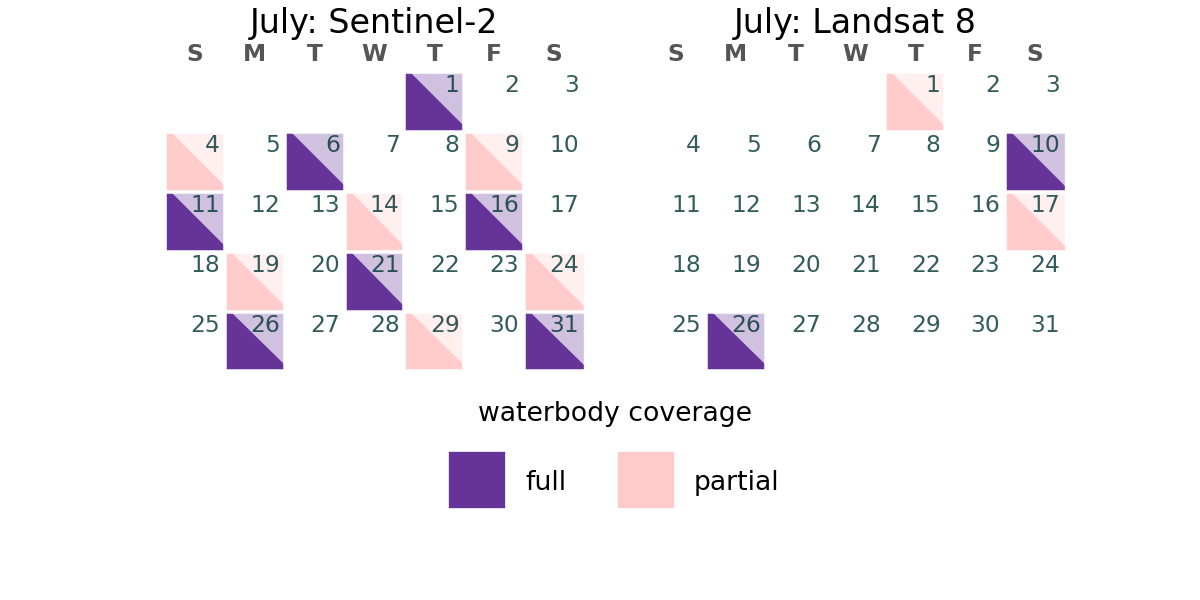 July: Sentinel-2
S M T W T F S
1 2 3
4 5 6 7 8 9 10
11 12 13 14 15 16 17
18 19 20 21 22 23 24
25 26 27 28 29 30 31
July: Landsat 8
S M T W T F S
1 2 3
4 5 6 7 8 9 10
11 12 13 14 15 16 17
18 19 20 21 22 23 24
25 26 27 28 29 30 31
waterbody coverage
full partial